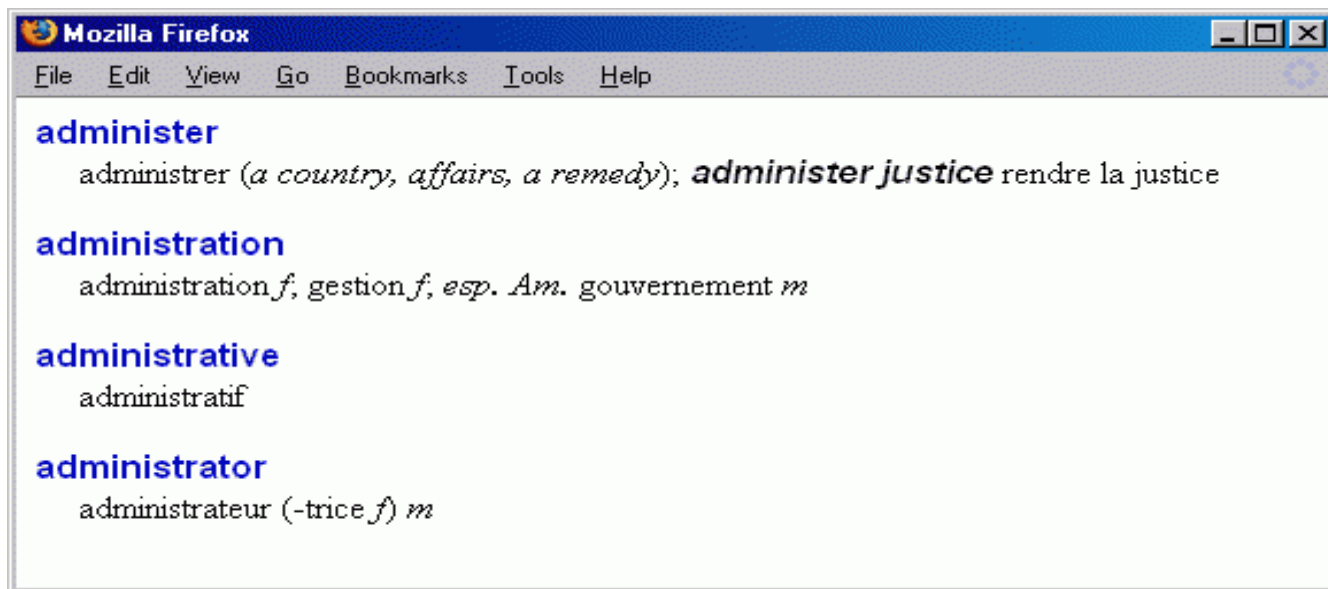 Mozilla Firefox
File Edit View Go Bookmarks Tools Help
administer
administrer (a country, affairs, a remedy); administer justice rendre la justice
administration
administration f; gestion f; esp. Am. gouvernement m
administrative
administratif
administrator
administrateur (-trice f) m